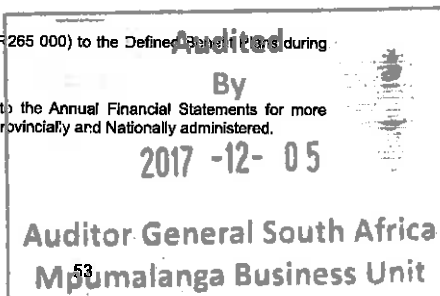 R265 000) to the Defined Benefit Plans during
Audited
By
to the Annual Financial Statements for more
rovincially and Nationally administered.
2017 -12- 05
Auditor General South Africa
53
Mpumalanga Business Unit